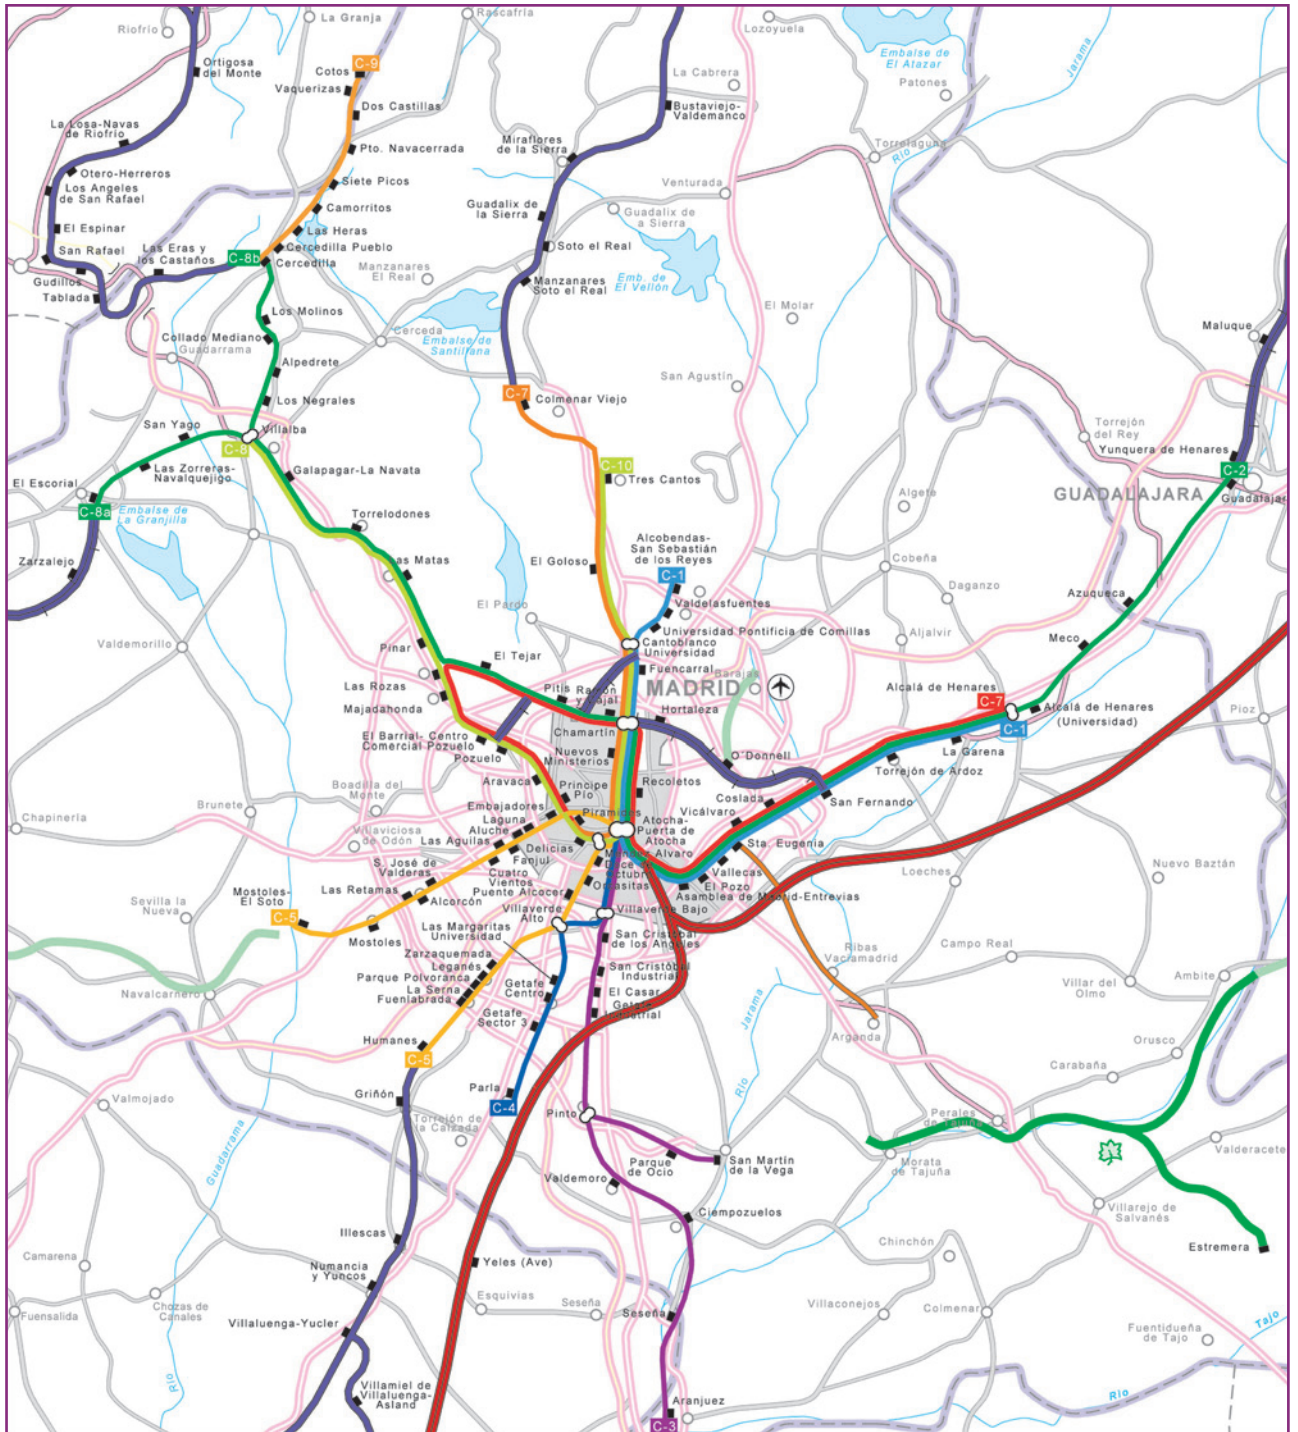 Riofrío
La Granja
Rascafría
Lozoyuela
Embalse de
El Atazar
Jarama
Ortigosa
del Monte
C-9
Cotos
Vaquerizas
Dos Castillas
La Cabrera
Patones
Bustaviejo-
Valdemanco
La Losa-Navas
de Riofrío
Pto. Navacerrada
Miraflores
de la Sierra
Torrelaguna
Río
Otero-Herreros
Los Angeles
de San Rafael
Siete Picos
Venturada
Camorritos
Guadalix de
la Sierra
Guadalix de
a Sierra
El Espinar
Las Heras
San Rafael
Las Eras y
los Castaños
C-8b
Cercedilla Pueblo
Cercedilla
Soto el Real
Manzanares
El Real
Gudillos
Tablada
Manzanares
Soto el Real
Emb. de
El Vellón
Los Molinos
El Molar
Collado Mediano
Guadarrama
Cerceda
Embalse de
Santillana
Maluque
Alpedrete
San Agustín
C-7
Colmenar Viejo
Los Negrales
San Yago
Villalba
C-8
Torrejón
del Rey
Yunquera de Henares
Las Zorreras-
Navalquejigo
Galapagar-La Navata
C-10
Tres Cantos
C-2
El Escorial
C-8a
Embalse de
La Granjilla
GUADALAJARA
Guadalajar
Algete
Torrelodones
Alcobendas-
San Sebastián
de los Reyes
Zarzalejo
as Matas
El Goloso
C-1
Cobeña
Daganzo
Azuqueca
El Pardo
Valdelasfuentes
Valdemorillo
Pinar
Universidad Pontificia de Comillas
Cantoblanco
Universidad
Aljalvir
Meco
El Tejar
Fuencarral
Las Rozas
Majadahonda
Pitis
Ramón
y Cajal
MADRID
Barajas
Alcalá de Henares
C-7
Alcalá de Henares
(Universidad)
C-1
Pioz
Hortaleza
El Barrial- Centro
Comercial Pozuelo
Pozuelo
Chamartín
Nuevos
Ministerios
O´Donnell
La Garena
Torrejón de Ardoz
Aravaca
Principe
Pío
Recoletos
Coslada
San Fernando
Boadilla del
Monte
Brunete
Embajadores
Laguna
Aluche
Las Aguilas
Piramides
Vicálvaro
Atocha-
Puerta de
Atocha
Chapinería
Villaviciosa
de Odón
Delicias
Fanjul
Méndez Alvaro
Doce de
Octubre
Orcasitas
Sta. Eugenia
Vallecas
El Pozo
Asamblea de Madrid-Entrevias
S. José de
Valderas
Cuatro
Vientos
Puente Alcocer
Loeches
Nuevo Baztán
Mostoles-
El Soto
Las Retamas
Alcorcón
Sevilla la
Nueva
C-5
Mostoles
Villaverde
Alto
Villaverde Bajo
Las Margaritas
Universidad
San Cristobal
de los Angeles
Zarzaquemada
Leganés
Parque Polvoranca
La Serna
Fuenlabrada
San Cristóbal
Industrial
Ribas
Vaciamadrid
Campo Real
Ambite
Villar del
Olmo
Navalcarnero
Getafe
Centro
El Casar
Getafe
Industrial
Jarama
Getafe
Sector 3
Arganda
Orusco
Humanes
C-5
Carabaña
Río
Griñón
Parla
C-4
Valmojado
Torrejón de
la Calzada
Pinto
Perales
de Tajuña
Guadarrama
Parque
de Ocio
San Martín
de la Vega
Morata
de Tajuña
Valderacete
Valdemoro
Ciempozuelos
Villarejo de
Salvanés
Illescas
Chinchón
Estremera
Camarena
Numancia
y Yuncos
Yeles (Ave)
Esquivias
Seseña
Seseña
Chozas de
Canales
Fuensalida
Villaconejos
Colmenar
Villaluenga-Yucler
Fuentidueña
de Tajo
Tajo
Río
Villamiel de
Villaluenga-
Asland
Aranjuez
C-3
Río